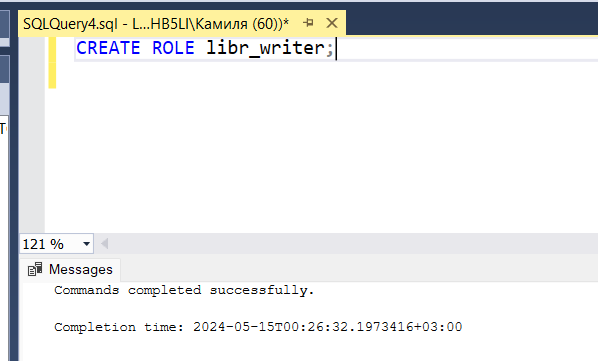 SQLQuery4.sql - L...HB5LI\Камиля (60))*
CREATE ROLE libr_writer;
121 %
Messages
Commands completed successfully.
Completion time: 2024-05-15T00:26:32.1973416+03:00